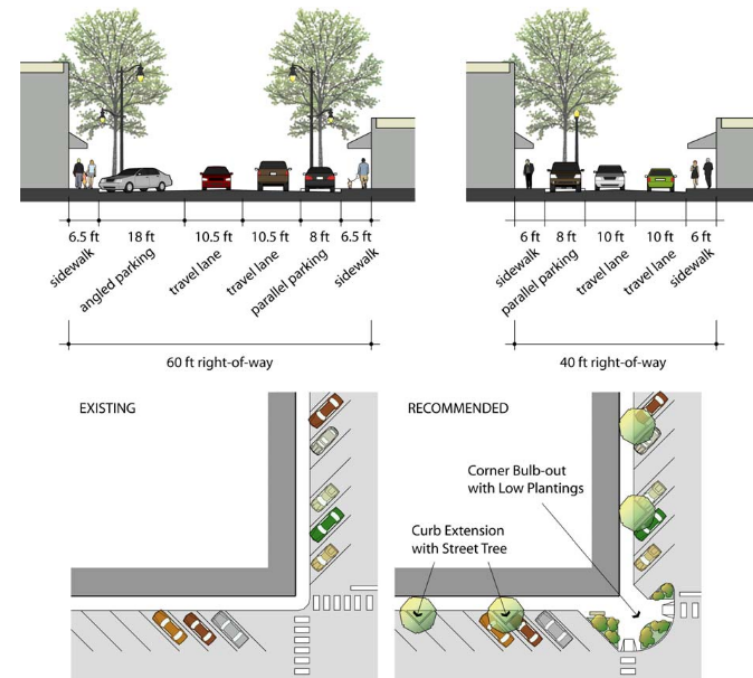 6.5 ft 18 ft 10.5 ft 10.5 ft 8 ft 6.5 ft
sidewalk angled parking travel lane travel lane parallel parking sidewalk
60 ft right-of-way
6 ft 8 ft 10 ft 10 ft 6 ft
sidewalk parallel parking travel lane travel lane sidewalk
40 ft right-of-way
EXISTING
RECOMMENDED
Corner Bulb-out
with Low Plantings
Curb Extension
with Street Tree